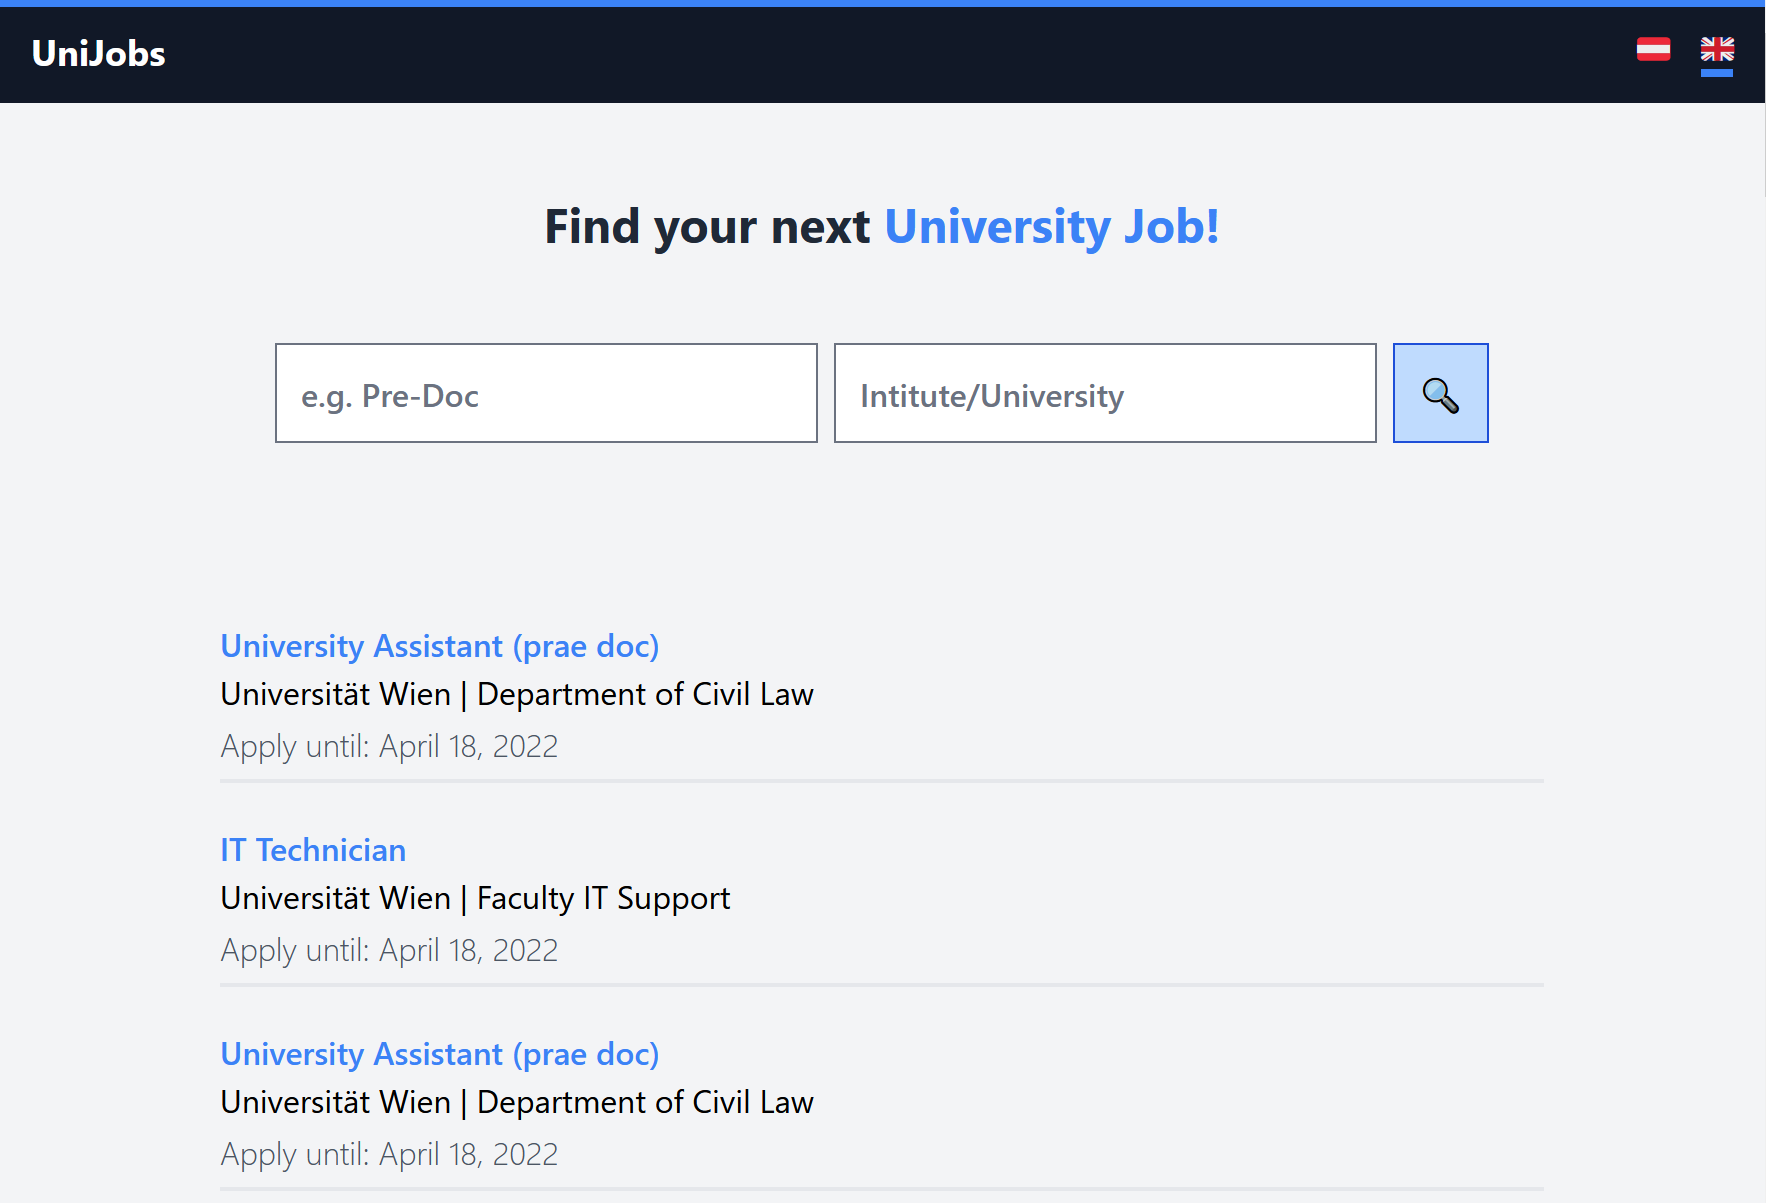 UniJobs
Find your next University Job!
e.g. Pre-Doc
Intitute/University
University Assistant (prae doc)
Universität Wien | Department of Civil Law
Apply until: April 18, 2022
IT Technician
Universität Wien | Faculty IT Support
Apply until: April 18, 2022
University Assistant (prae doc)
Universität Wien | Department of Civil Law
Apply until: April 18, 2022